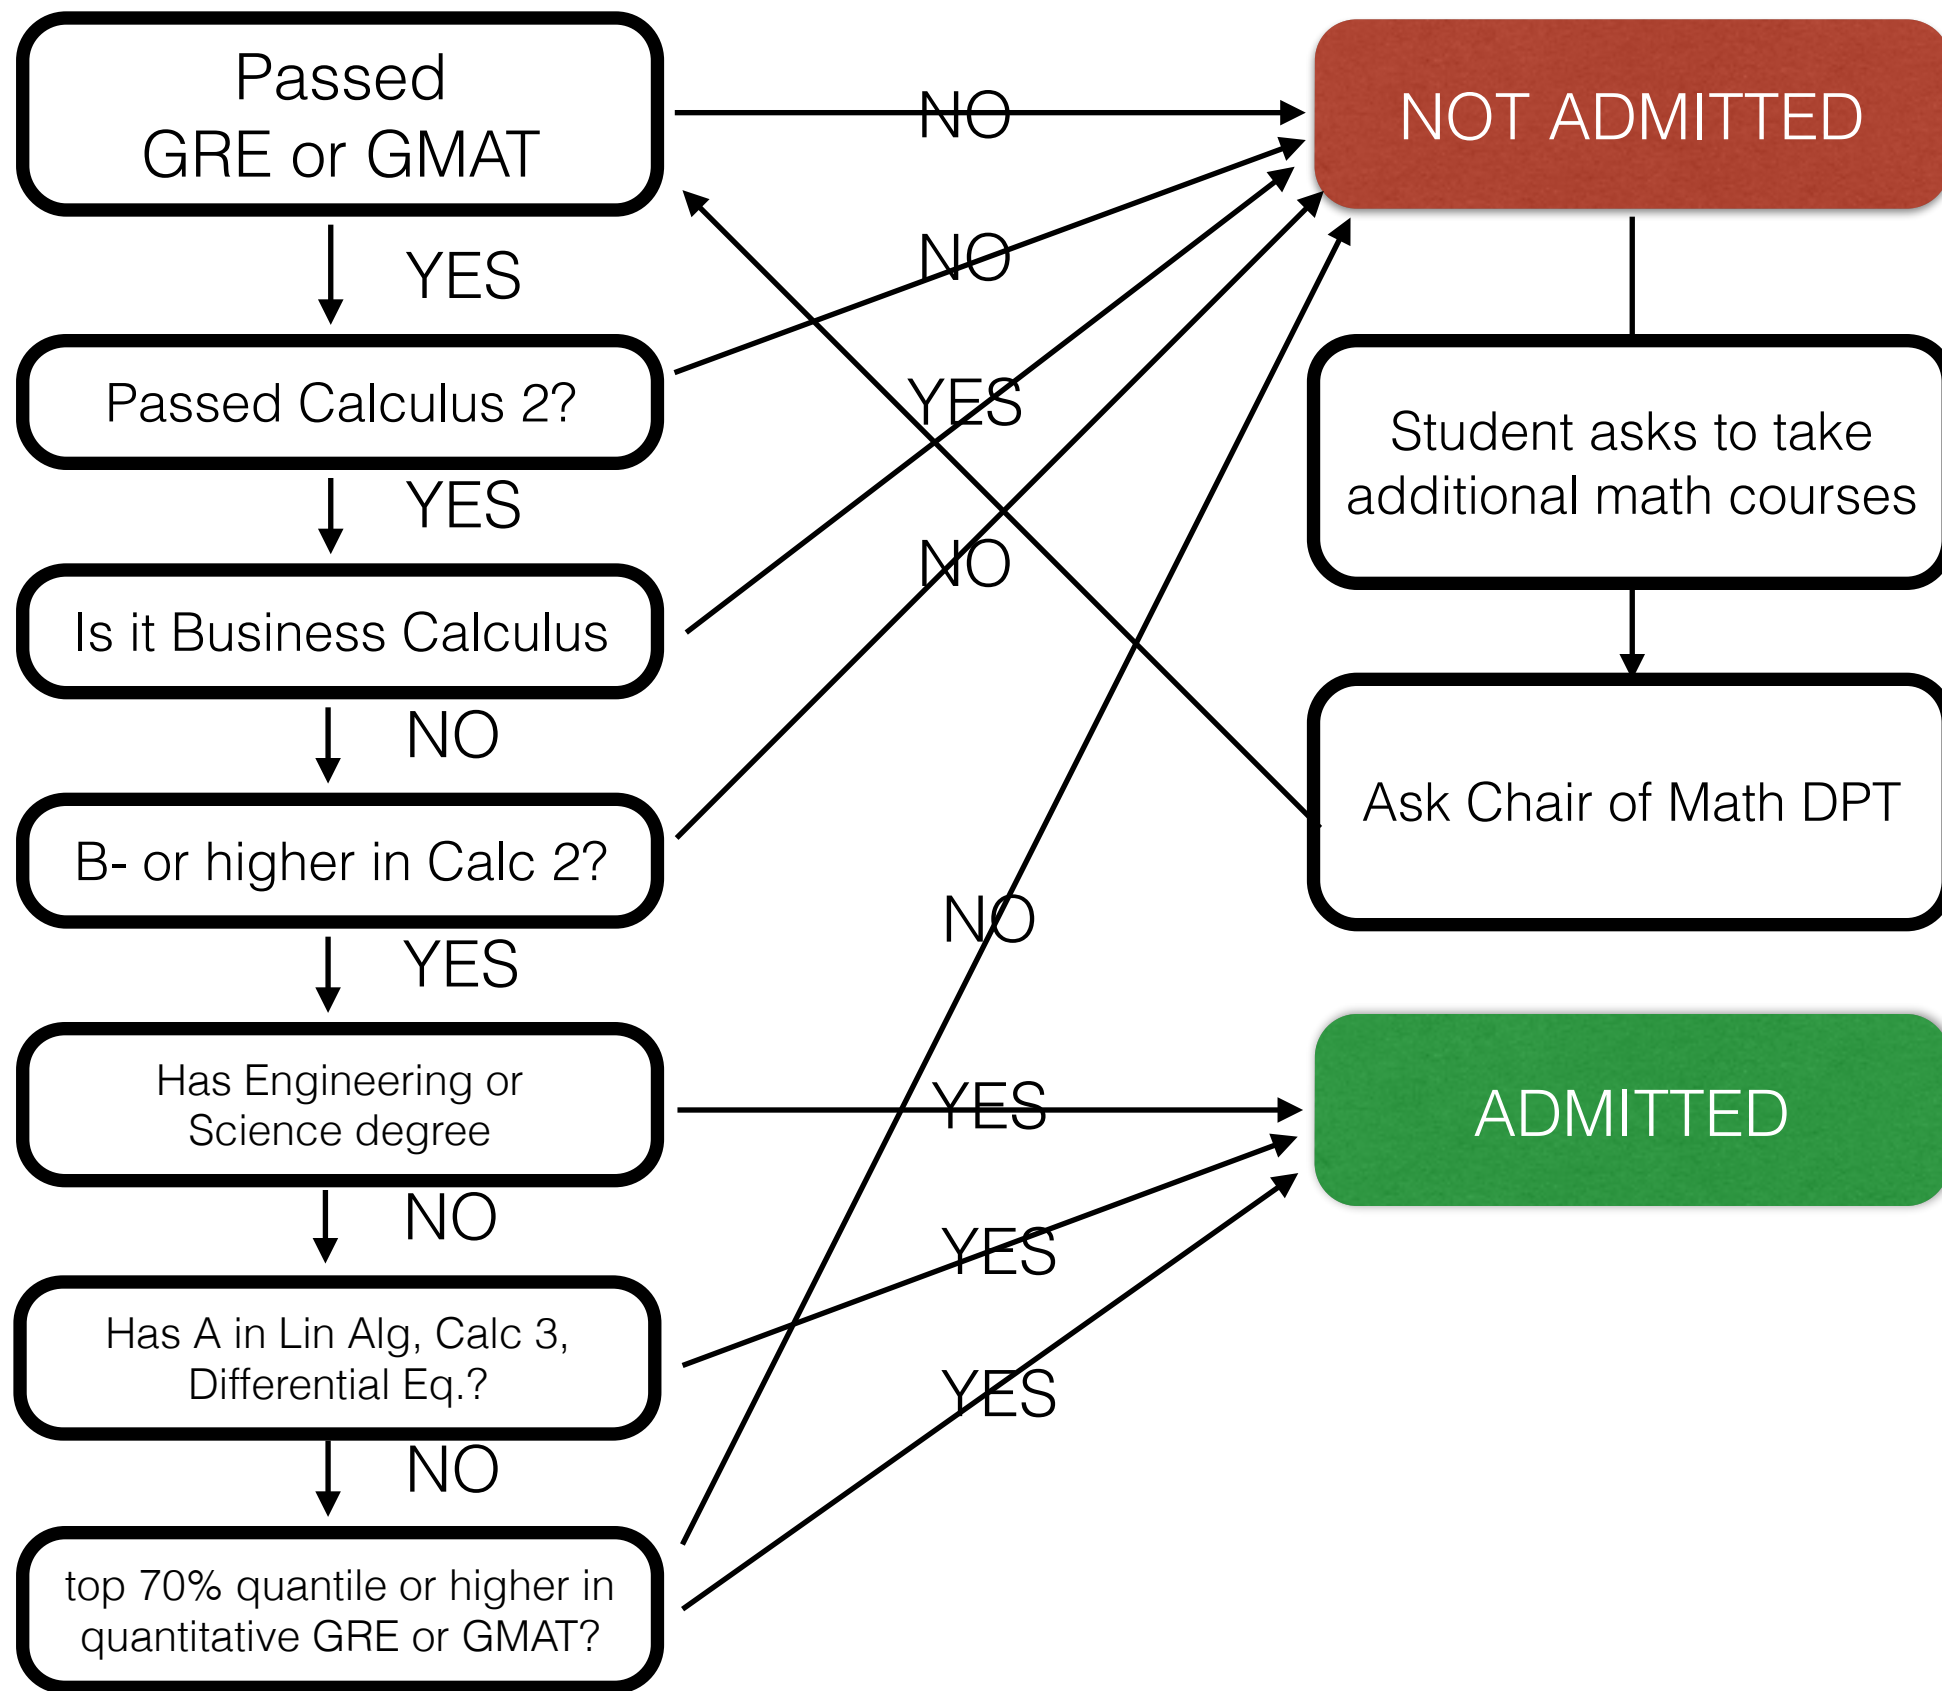 Passed
GRE or GMAT
NO
NOT ADMITTED
YES
NO
Passed Calculus 2?
YES
Student asks to take
additional math courses
YES
Is it Business Calculus
NO
NO
Ask Chair of Math DPT
B- or higher in Calc 2?
YES
NO
Has Engineering or
Science degree
YES
ADMITTED
NO
YES
Has A in Lin Alg, Calc 3,
Differential Eq.?
YES
NO
top 70% quantile or higher in
quantitative GRE or GMAT?